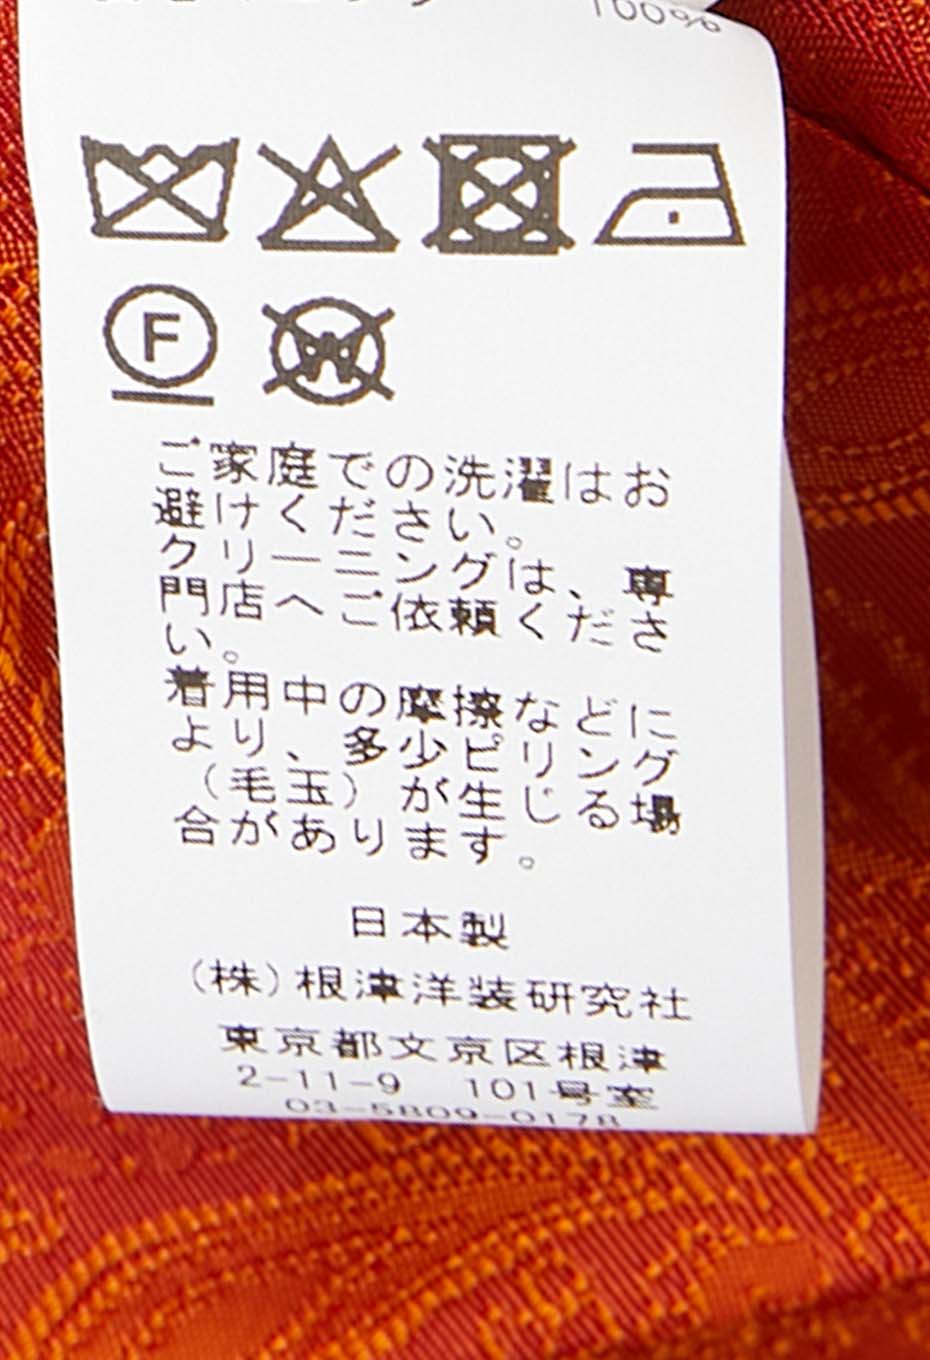 100%
F
W
ご家庭での洗濯はお
避けください。
クリーニングは、専
門店へご依頼くださ
い。
着用中の摩擦などに
より、多少ピリング
（毛玉）が生じる場
合があります。
日本製
（株）根津洋装研究社
東京都文京区根津
2-11-9 101号室
03-5809-0178